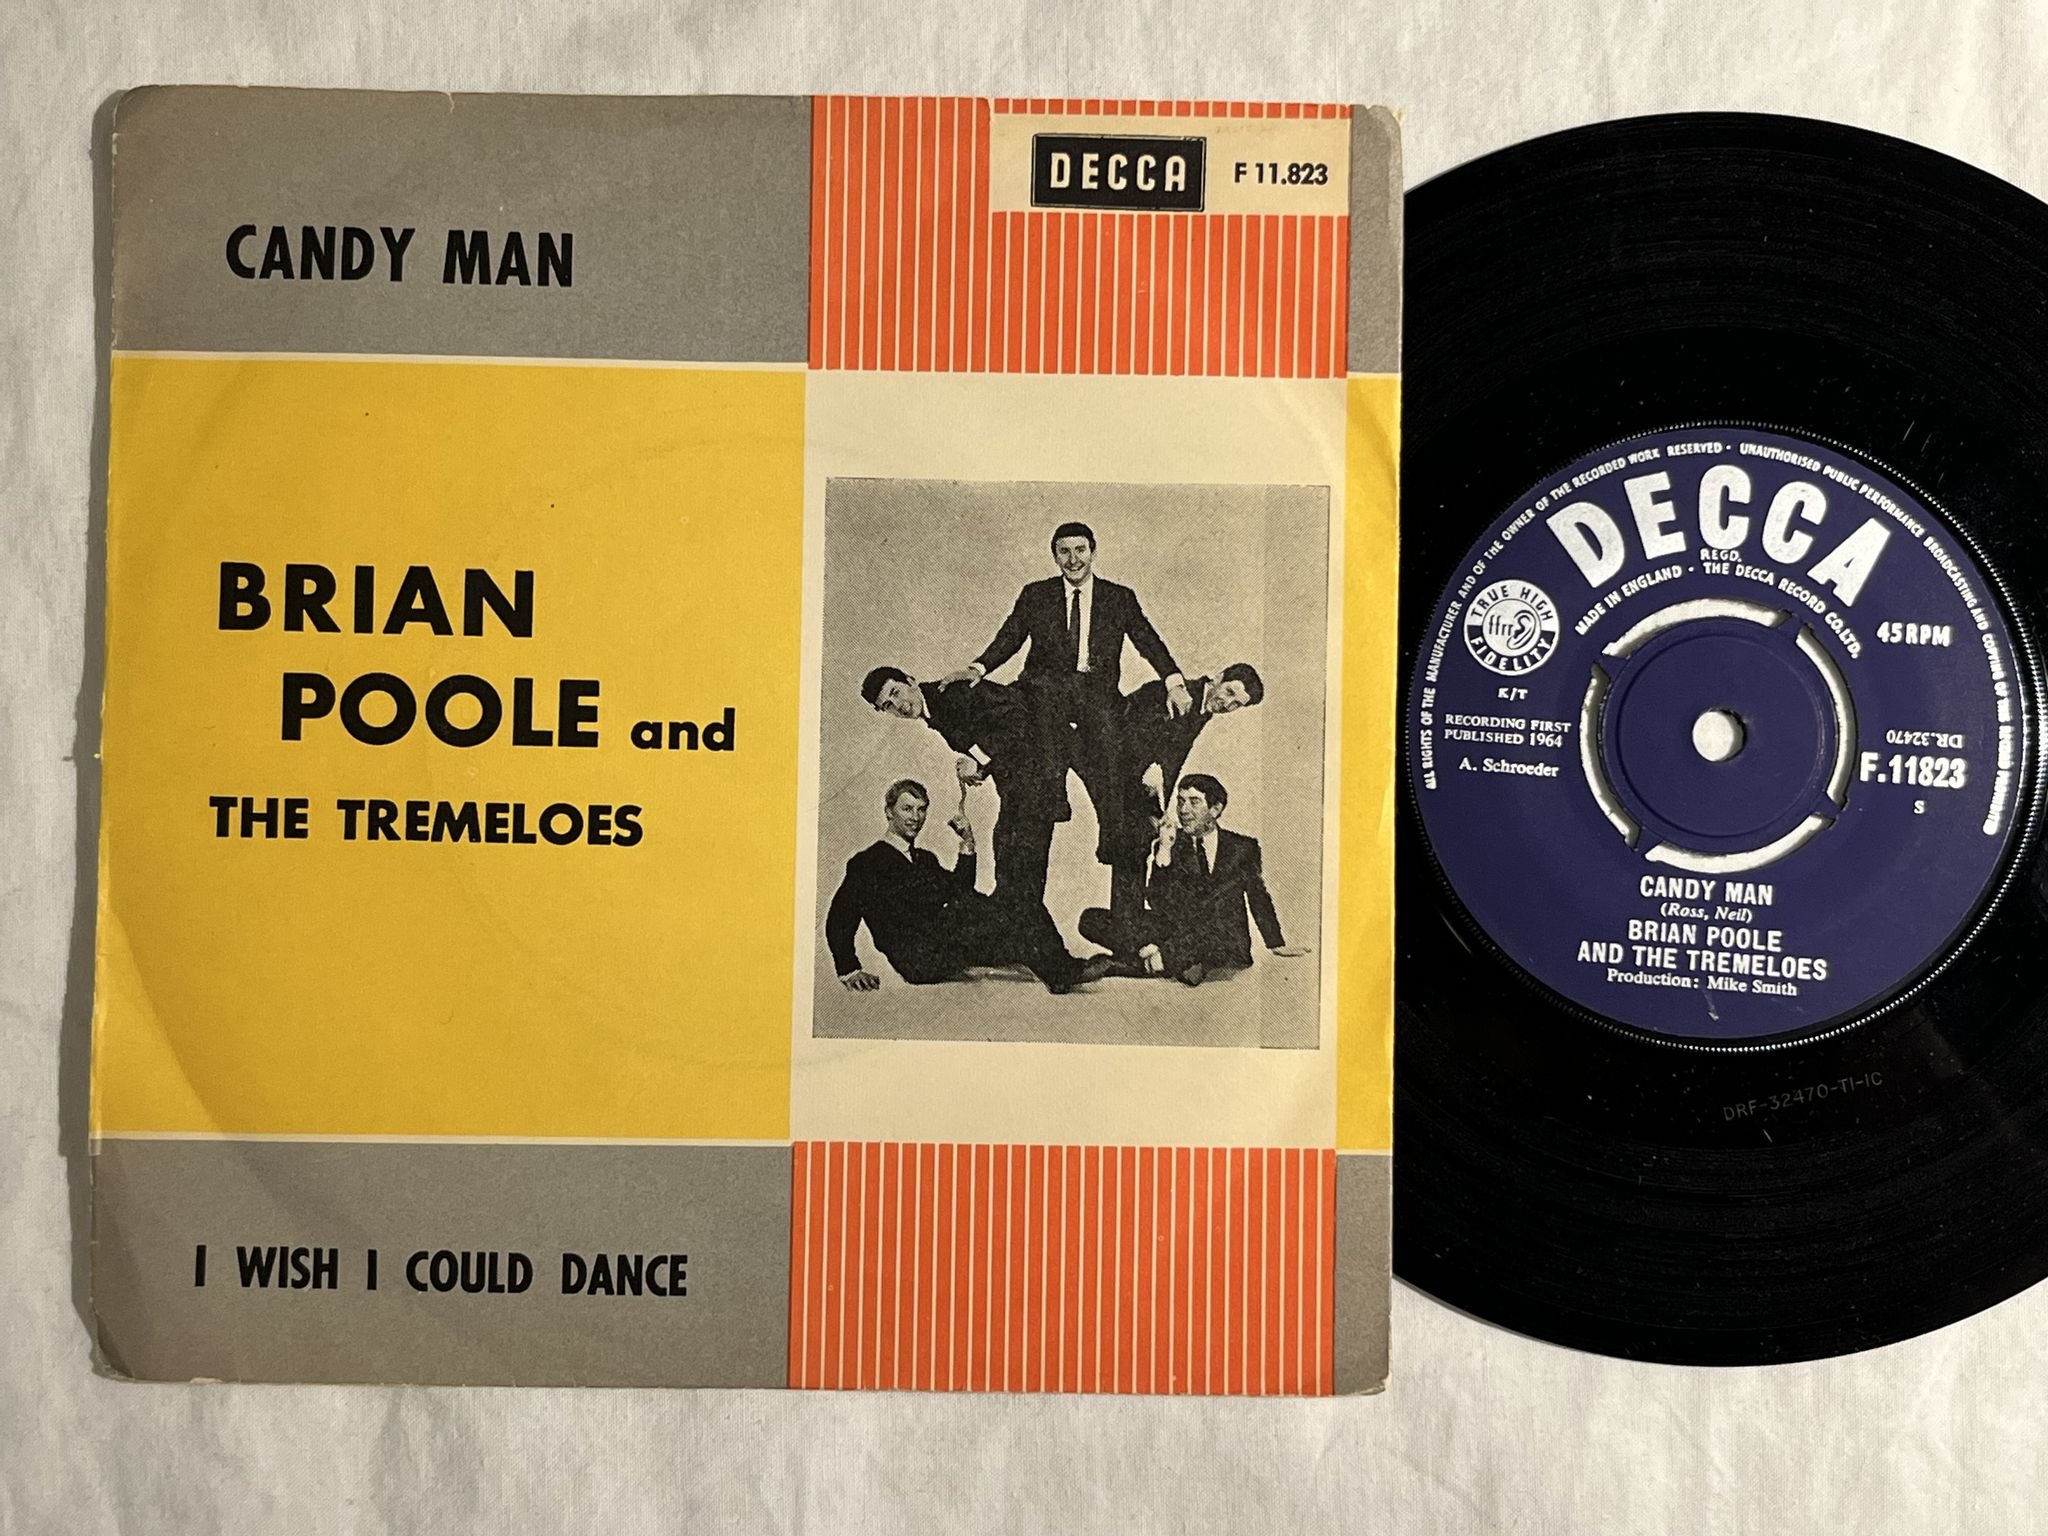 CANDY MAN
DECCA F 11.823
BRIAN
POOLE and
THE TREMELOES
I WISH I COULD DANCE
ALL RIGHTS OF THE MANUFACTURER AND OF THE OWNER OF THE RECORDED WORK RESERVED · UNAUTHORISED PUBLIC PERFORMANCE BROADCASTING AND COPYING OF THIS RECORD PROHIBITED
DECCA
REGD.
MADE IN ENGLAND · THE DECCA RECORD CO. LTD.
TRUE HIGH
ffrr
FIDELITY
45 RPM
K/T
RECORDING FIRST
PUBLISHED 1964
A. Schroeder
DR.32470
F.11823
S
CANDY MAN
(Ross, Neil)
BRIAN POOLE
AND THE TREMELOES
Production: Mike Smith
DRF-32470-T1-1C